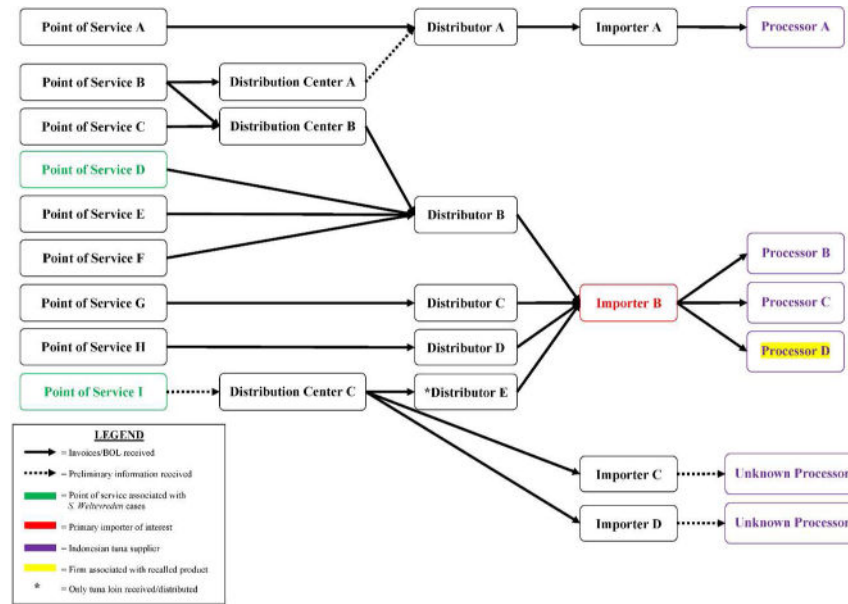 Point of Service A
Distributor A
Importer A
Processor A
Point of Service B
Distribution Center A
Point of Service C
Distribution Center B
Point of Service D
Point of Service E
Distributor B
Point of Service F
Processor B
Point of Service G
Distributor C
Importer B
Processor C
Point of Service H
Distributor D
Processor D
Point of Service I
Distribution Center C
*Distributor E
LEGEND
= Invoices/BOL received
= Preliminary information received
= Point of service associated with
S. Weltevreden cases
= Primary importer of interest
= Indonesian tuna supplier
= Firm associated with recalled product
* = Only tuna loin received/distributed
Importer C
Unknown Processor
Importer D
Unknown Processor